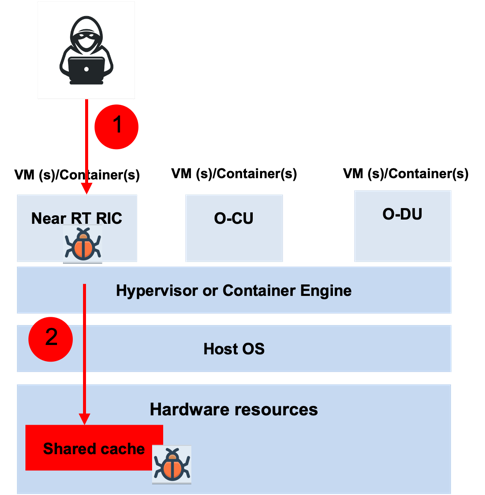 1
VM (s)/Container(s)
VM (s)/Container(s)
VM (s)/Container(s)
Near RT RIC
O-CU
O-DU
Hypervisor or Container Engine
2
Host OS
Hardware resources
Shared cache